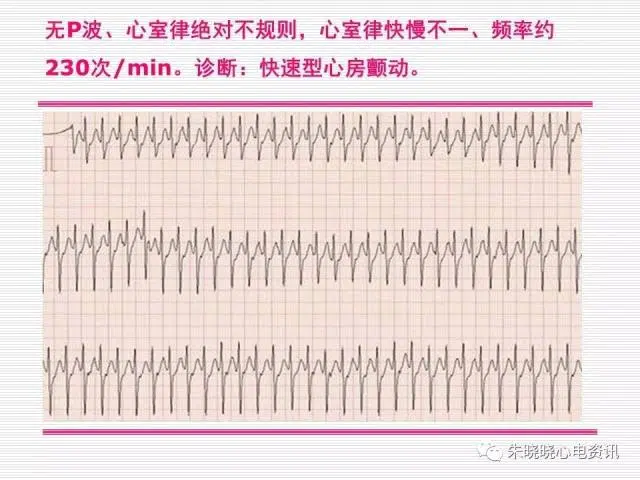 无P波、心室律绝对不规则，心室律快慢不一、频率约
230次/min。诊断：快速型心房颤动。
朱晓晓心电资讯